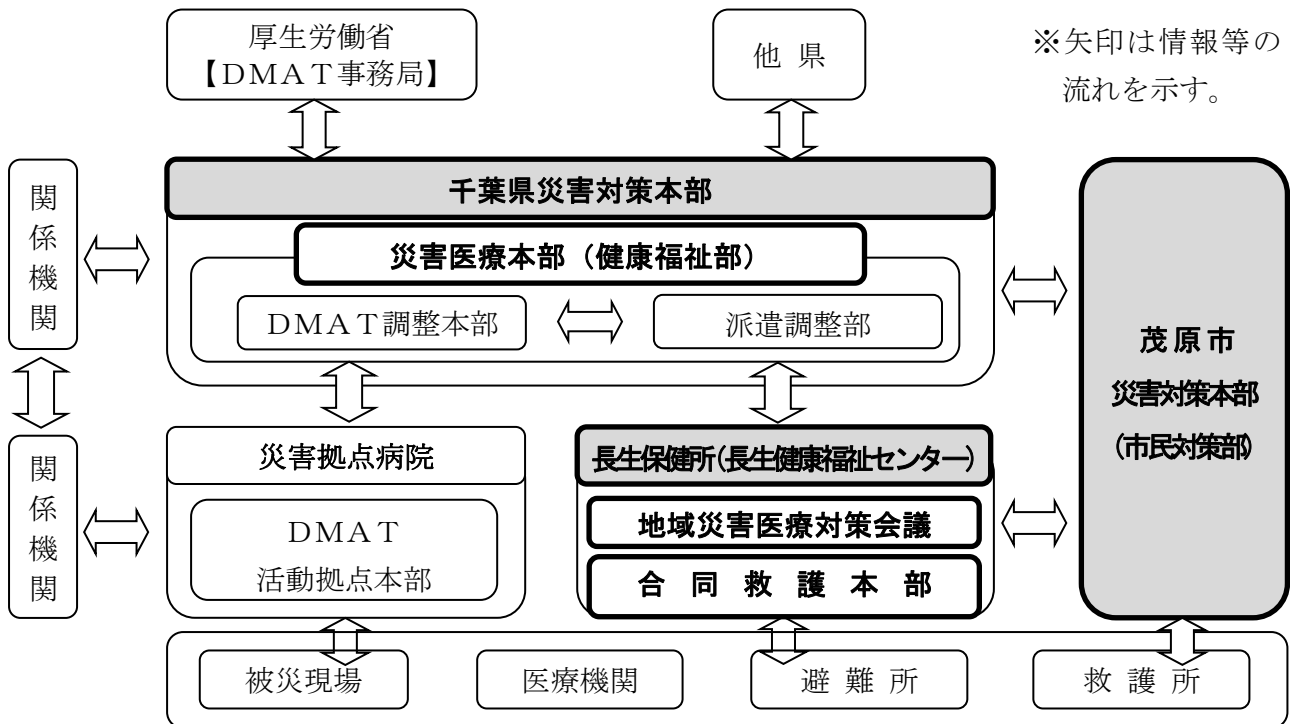 厚生労働省
【DMAT事務局】
他 県
※矢印は情報等の
流れを示す。
関係機関
千葉県災害対策本部
災害医療本部（健康福祉部）
DMAT調整本部
派遣調整部
茂原市
災害対策本部
(市民対策部)
関係機関
災害拠点病院
DMAT
活動拠点本部
長生保健所(長生健康福祉センター)
地域災害医療対策会議
合 同 救 護 本 部
被災現場
医療機関
避 難 所
救 護 所